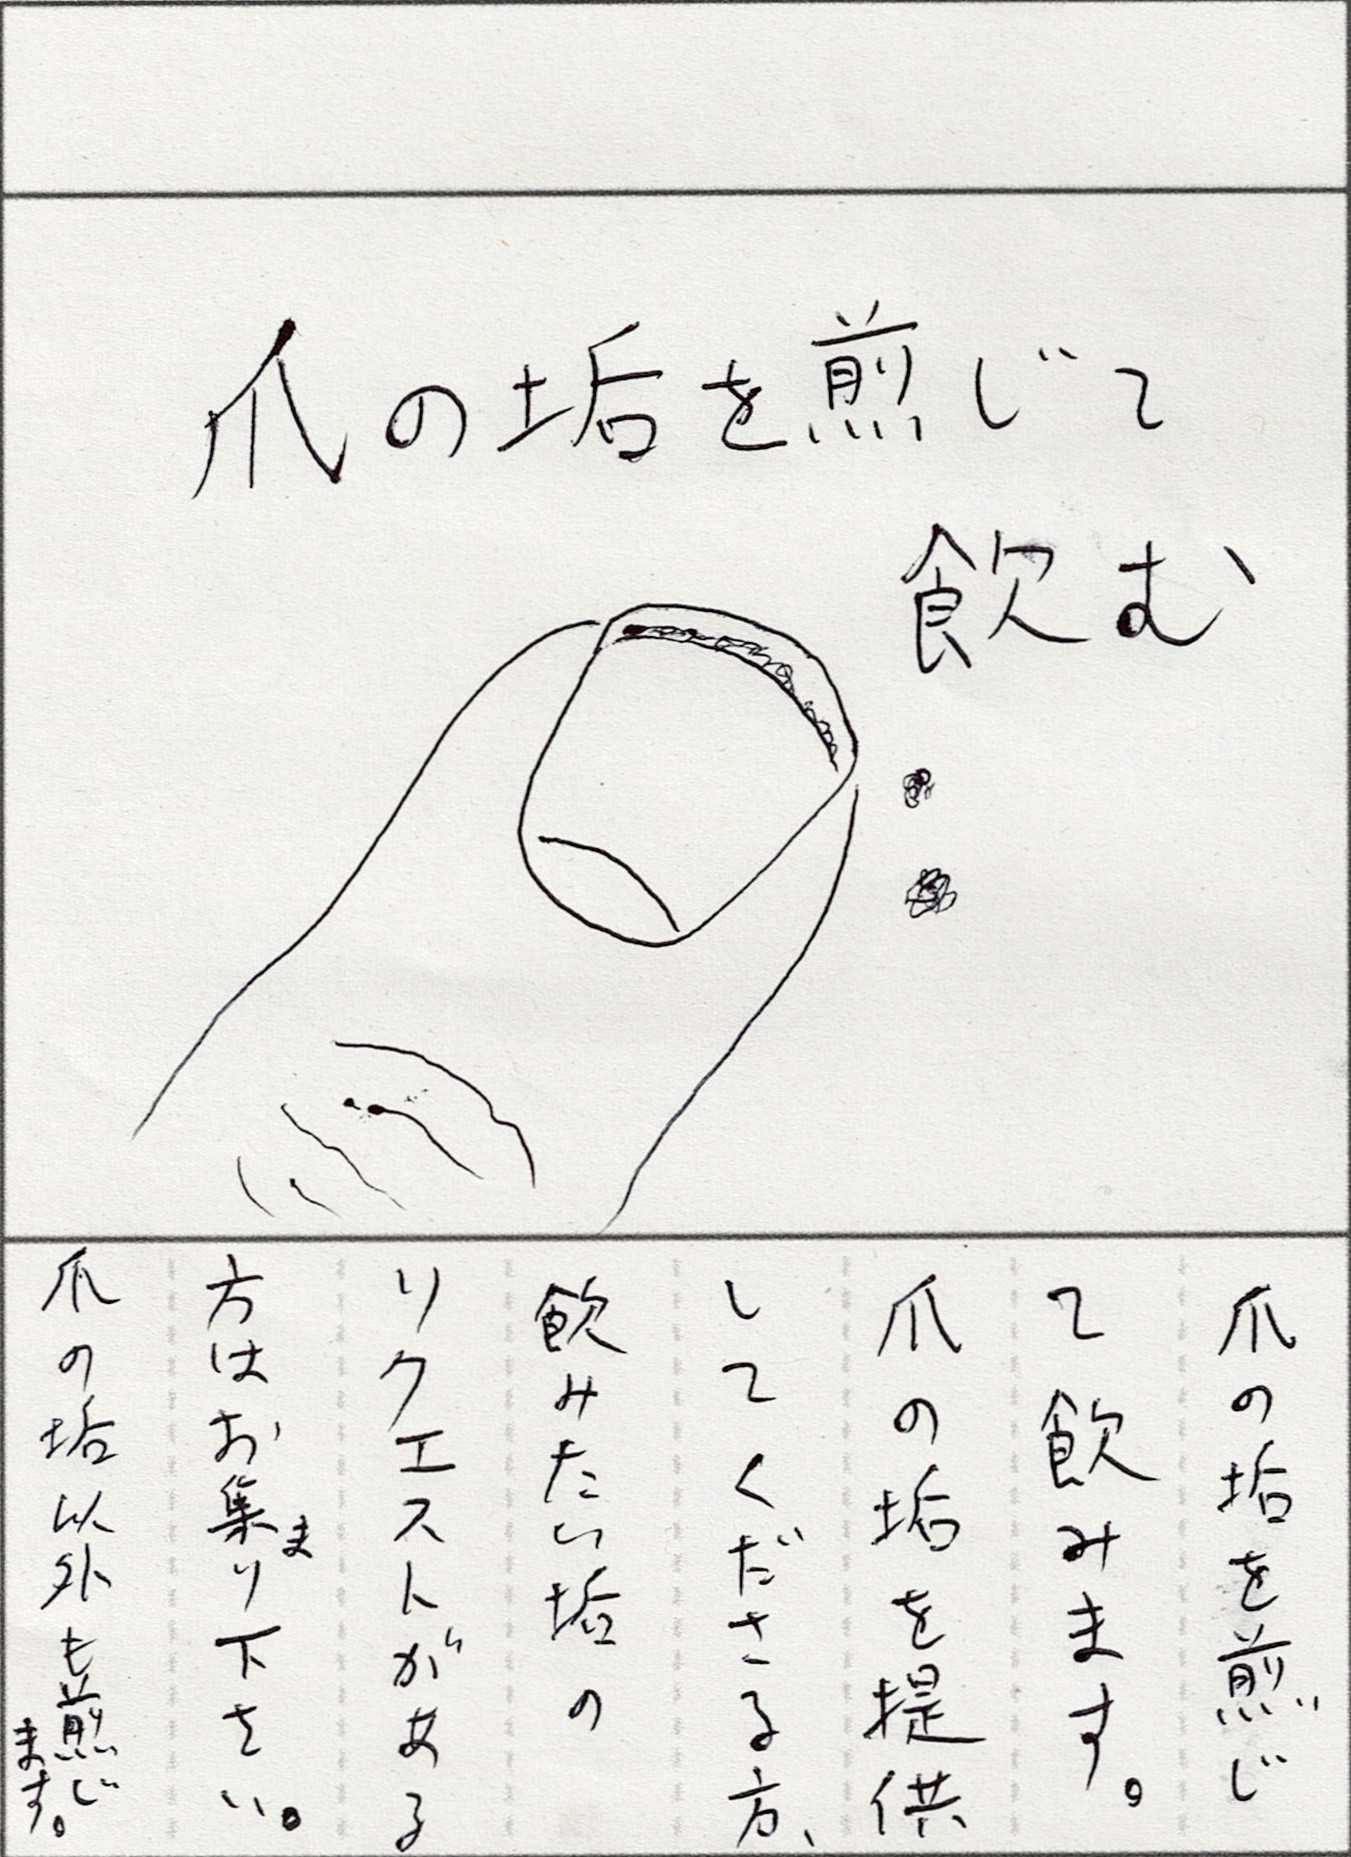 爪の垢を煎じて
飲む
爪の垢を煎じ
て飲みます。
爪の垢を提供
してくださる方、
飲みたい垢の
リクエストがある
方はお集まり下さい。
爪の垢以外も煎じ
ます。